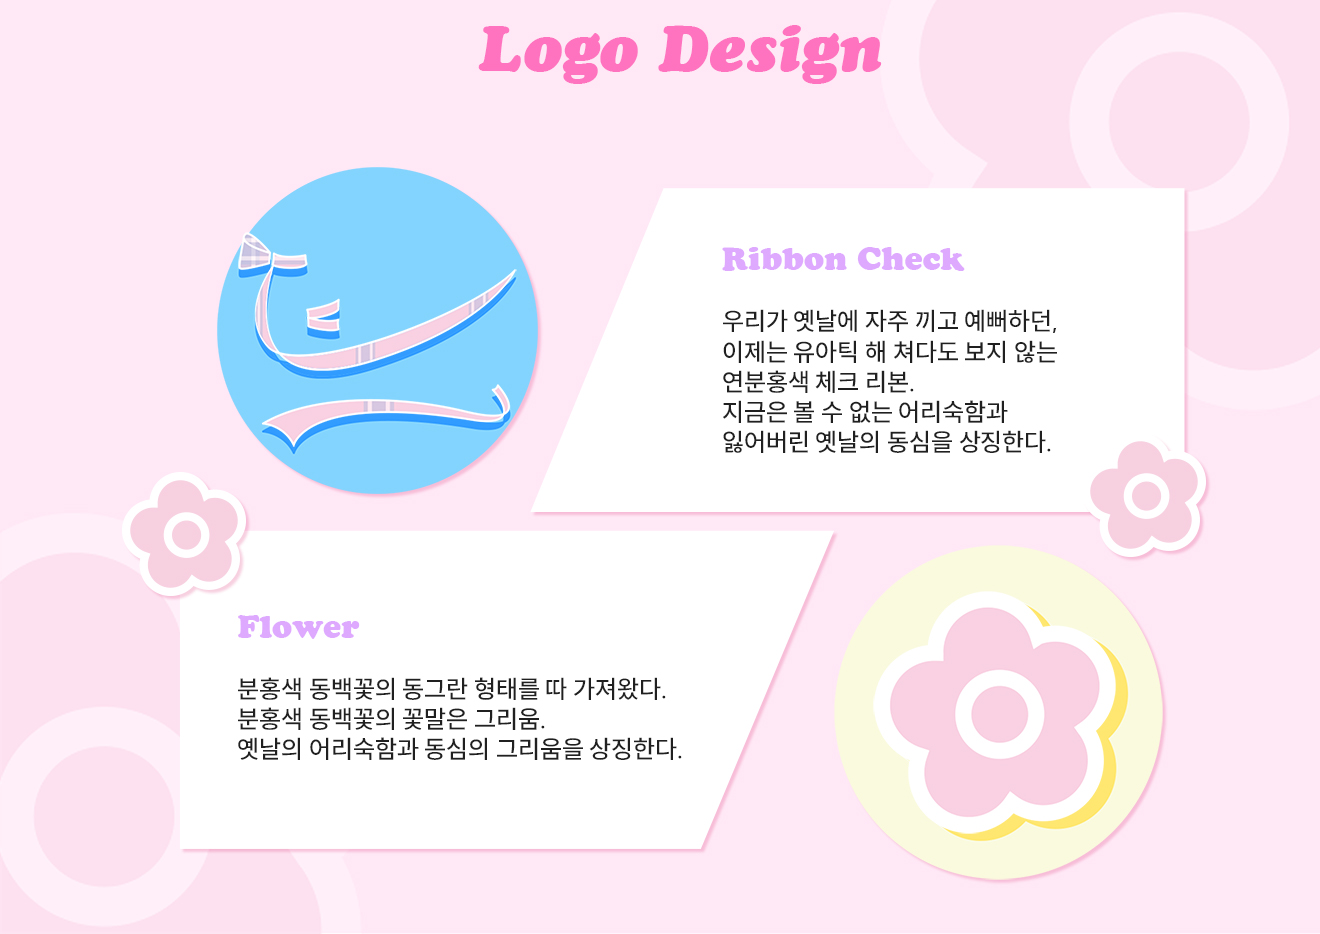 Logo Design
Ribbon Check
우리가 옛날에 자주 끼고 예뻐하던,
이제는 유아틱 해 쳐다도 보지 않는
연분홍색 체크 리본.
지금은 볼 수 없는 어리숙함과
잃어버린 옛날의 동심을 상징한다.
Flower
분홍색 동백꽃의 동그란 형태를 따 가져왔다.
분홍색 동백꽃의 꽃말은 그리움.
옛날의 어리숙함과 동심의 그리움을 상징한다.